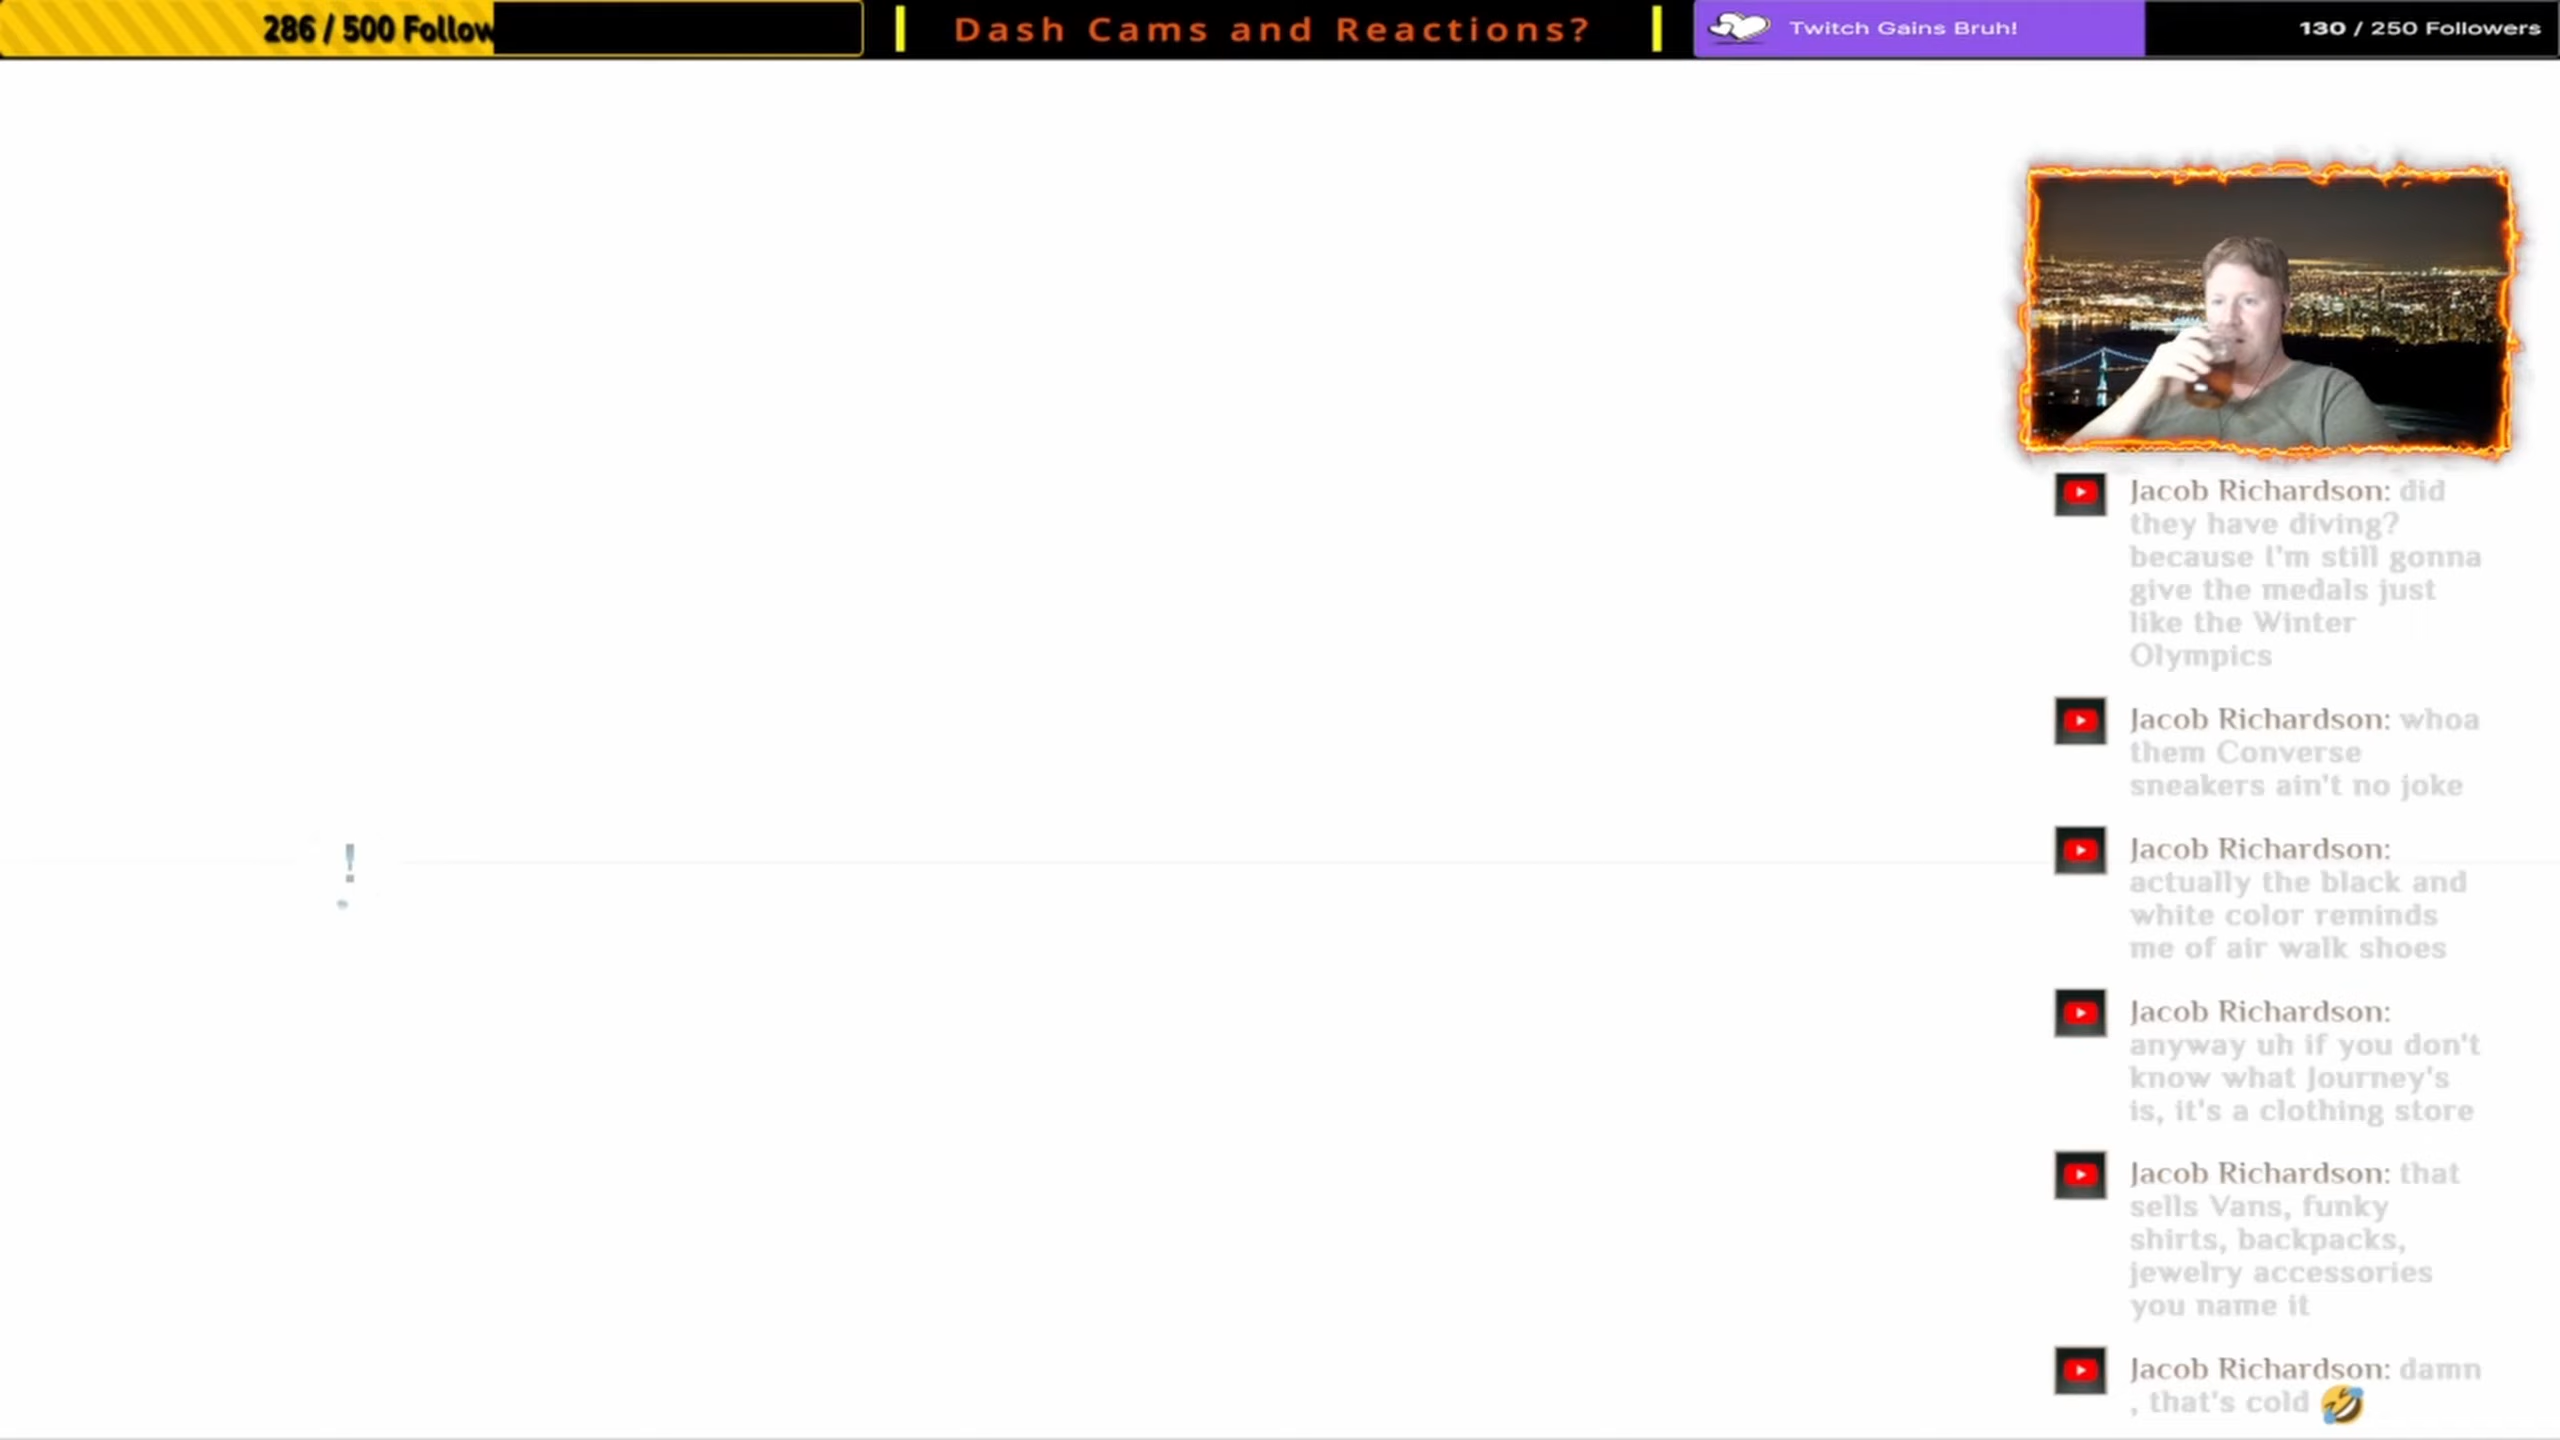 286 / 500 Follow
Dash Cams and Reactions?
Twitch Gains Bruh!
130 / 250 Followers
Jacob Richardson: did
they have diving?
because I'm still gonna
give the medals just
like the Winter
Olympics
Jacob Richardson: whoa
them Converse
sneakers ain't no joke
Jacob Richardson:
actually the black and
white color reminds
me of air walk shoes
Jacob Richardson:
anyway uh if you don't
know what Journey's
is, it's a clothing store
Jacob Richardson: that
sells Vans, funky
shirts, backpacks,
jewelry accessories
you name it
Jacob Richardson: damn
, that's cold 🤣
!